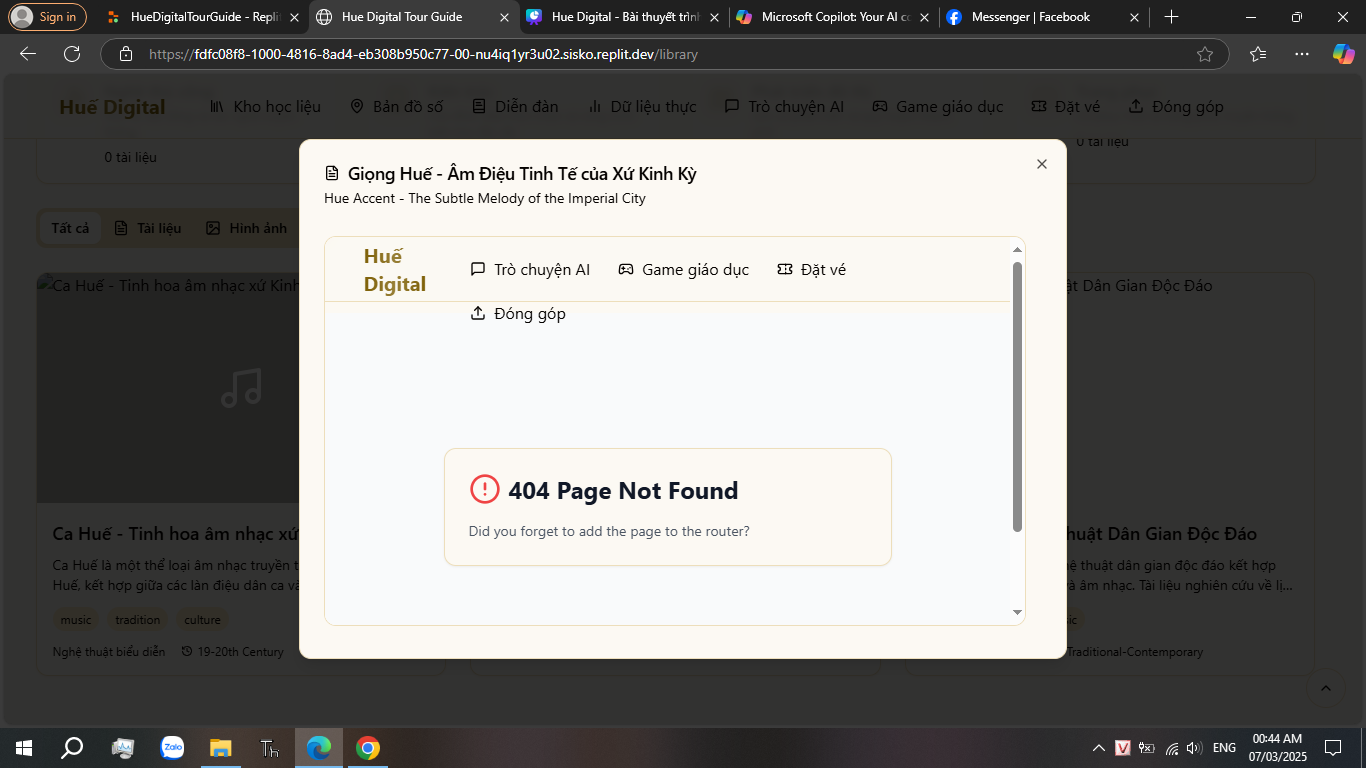 Sign in
HueDigitalTourGuide - Replit
Hue Digital Tour Guide
Hue Digital - Bài thuyết trình
Microsoft Copilot: Your AI co
Messenger | Facebook
https://fdfc08f8-1000-4816-8ad4-eb308b950c77-00-nu4iq1yr3u02.sisko.replit.dev/library
Huế Digital
Kho học liệu
Bản đồ số
Diễn đàn
Dữ liệu thực
Trò chuyện AI
Game giáo dục
Đặt vé
Đóng góp
0 tài liệu
0 tài liệu
Giọng Huế - Âm Điệu Tinh Tế của Xứ Kinh Kỳ
Hue Accent - The Subtle Melody of the Imperial City
Tất cả
Tài liệu
Hình ảnh
Huế
Digital
Trò chuyện AI
Game giáo dục
Đặt vé
Đóng góp
Ca Huế - Tinh hoa âm nhạc xứ Kinh
Dân Gian Độc Đáo
404 Page Not Found
Did you forget to add the page to the router?
Ca Huế - Tinh hoa âm nhạc xứ
Ca Huế là một thể loại âm nhạc truyền t
Huế, kết hợp giữa các làn điệu dân ca và
music
tradition
culture
Nghệ thuật biểu diễn
19-20th Century
huật Dân Gian Độc Đáo
hệ thuật dân gian độc đáo kết hợp
và âm nhạc. Tài liệu nghiên cứu về lị...
sic
Traditional-Contemporary
Zalo
Th
V
ENG
00:44 AM
07/03/2025